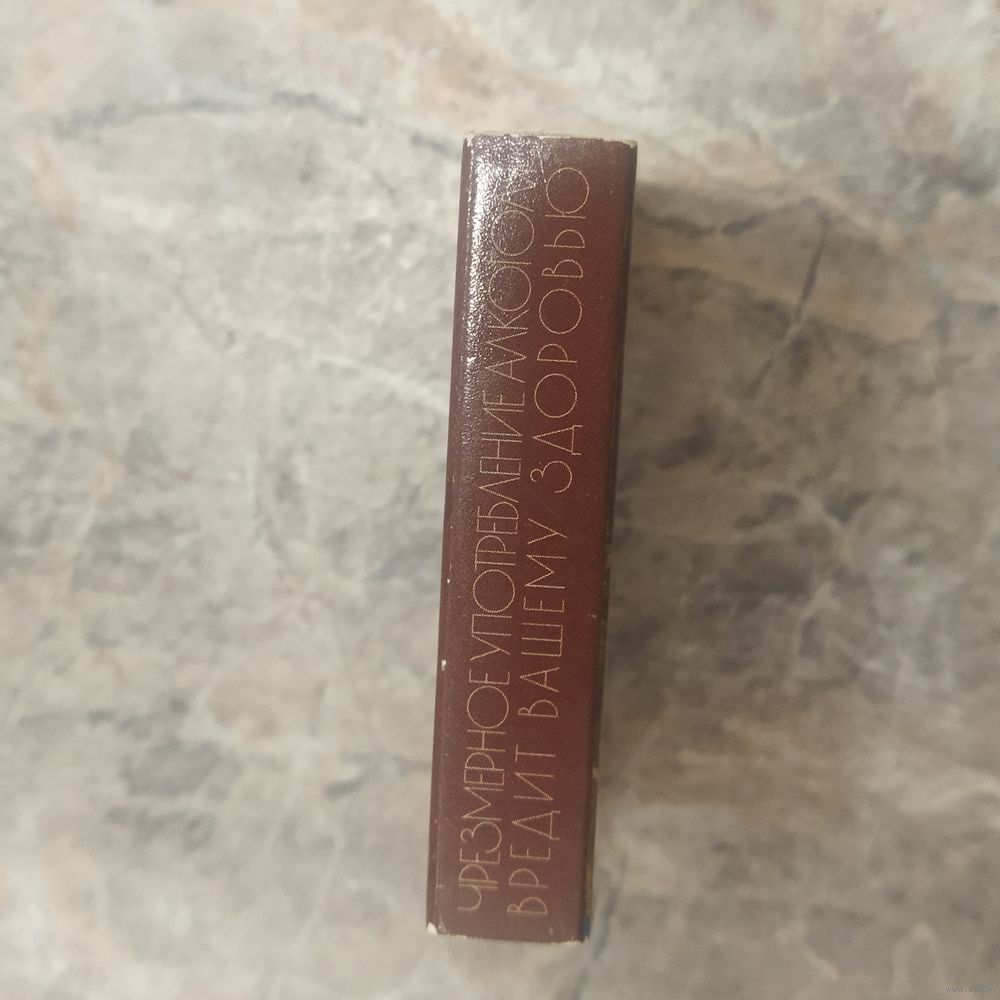 ЧРЕЗМЕРНОЕ УПОТРЕБЛЕНИЕ АЛКОГОЛЯ
ВРЕДИТ ВАШЕМУ ЗДОРОВЬЮ